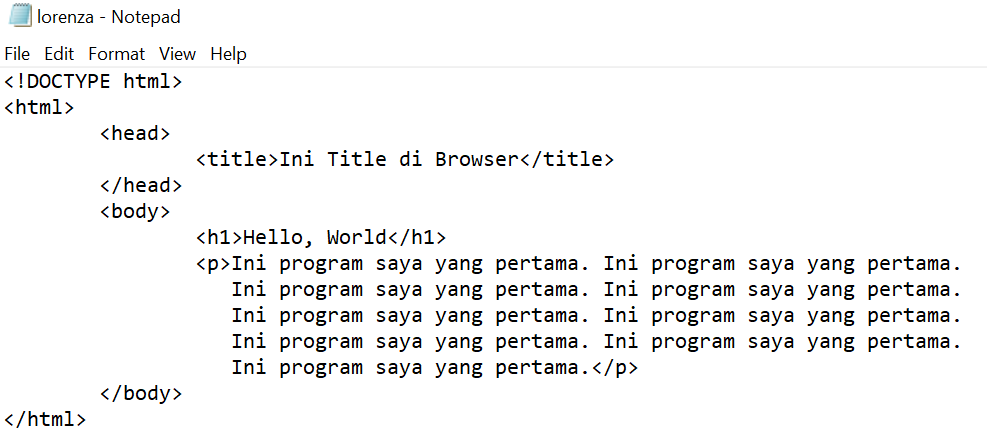 lorenza - Notepad
File Edit Format View Help
<!DOCTYPE html>
<html>
<head>
<title>Ini Title di Browser</title>
</head>
<body>
<h1>Hello, World</h1>
<p>Ini program saya yang pertama. Ini program saya yang pertama.
Ini program saya yang pertama. Ini program saya yang pertama.
Ini program saya yang pertama. Ini program saya yang pertama.
Ini program saya yang pertama. Ini program saya yang pertama.
Ini program saya yang pertama.</p>
</body>
</html>